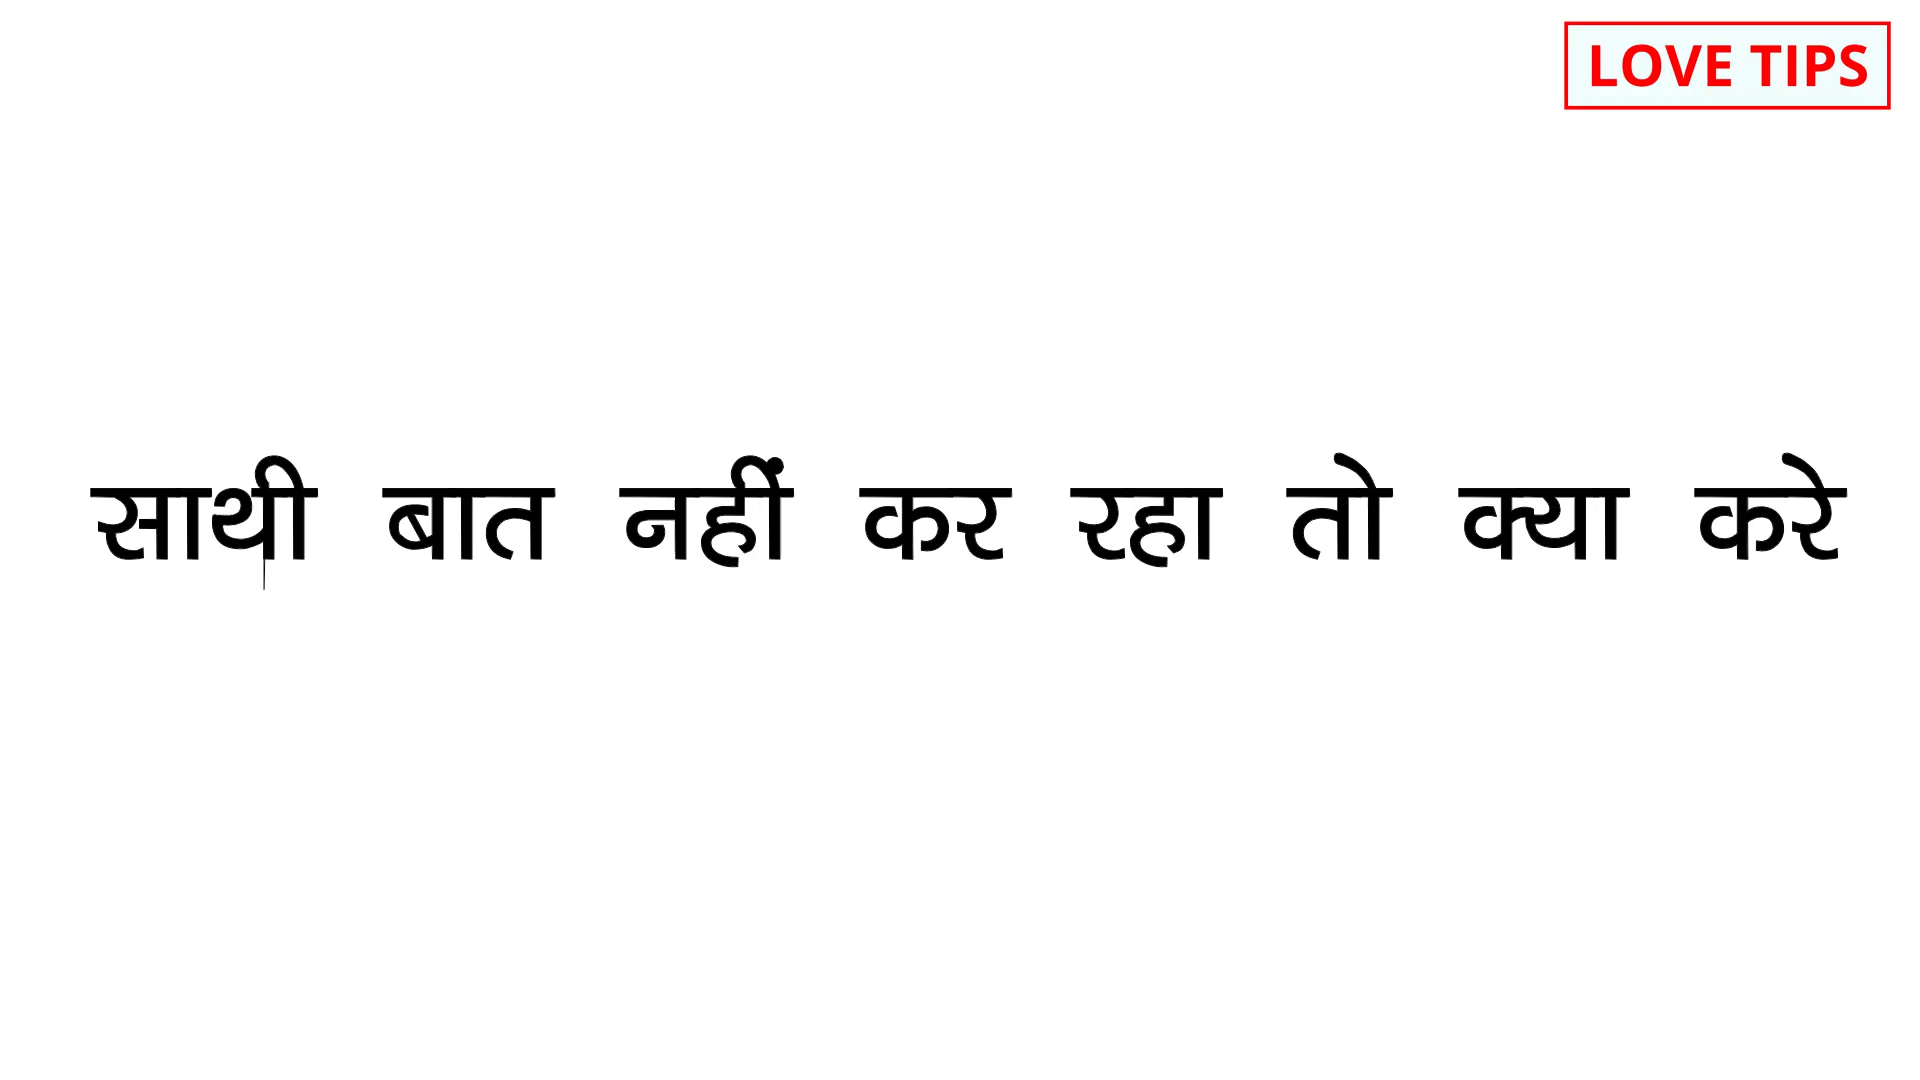 LOVE TIPS
साथी बात नहीं कर रहा तो क्या करे